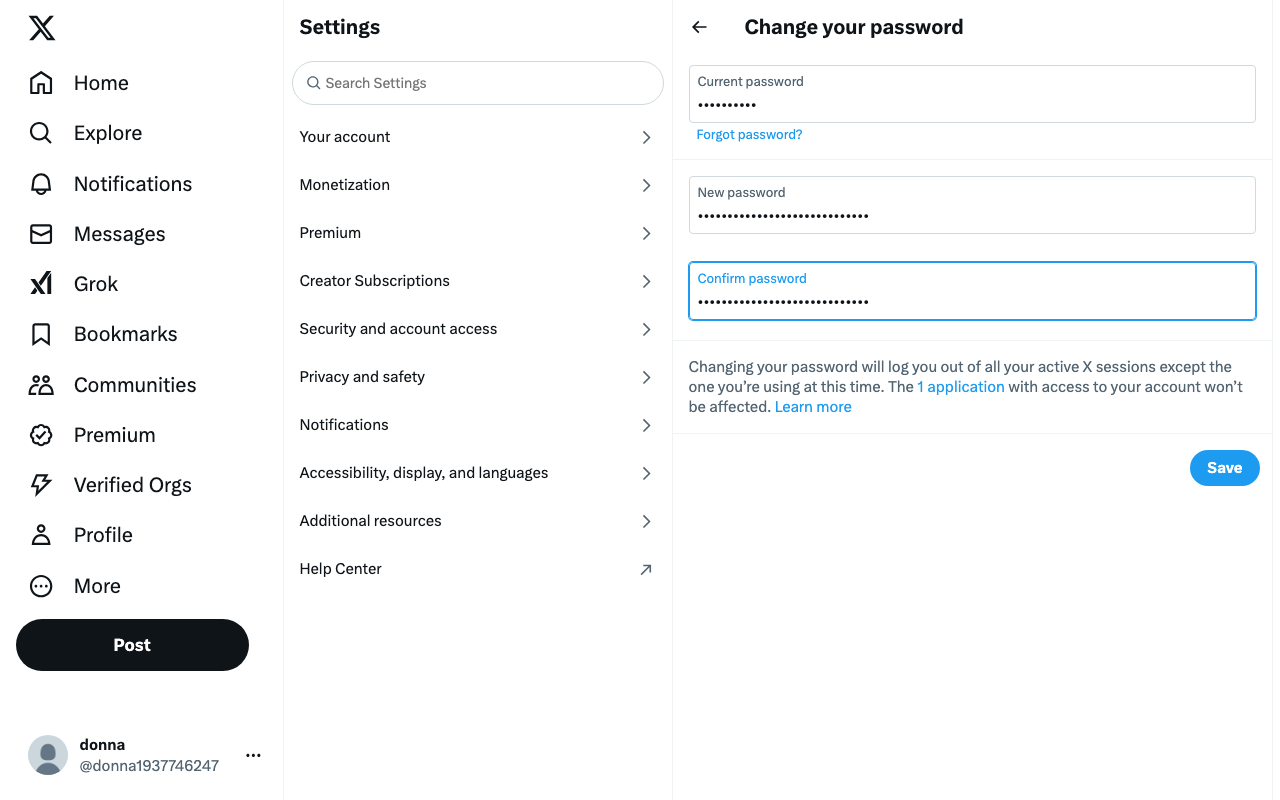 Home
Explore
Notifications
Messages
Grok
Bookmarks
Communities
Premium
Verified Orgs
Profile
More
Post
donna
@donna1937746247
Settings
Search Settings
Your account
Monetization
Premium
Creator Subscriptions
Security and account access
Privacy and safety
Notifications
Accessibility, display, and languages
Additional resources
Help Center
Change your password
Current password
••••••••••
Forgot password?
New password
•••••••••••••••••••••••••••••
Confirm password
•••••••••••••••••••••••••••••
Changing your password will log you out of all your active X sessions except the
one you’re using at this time. The 1 application with access to your account won’t
be affected. Learn more
Save